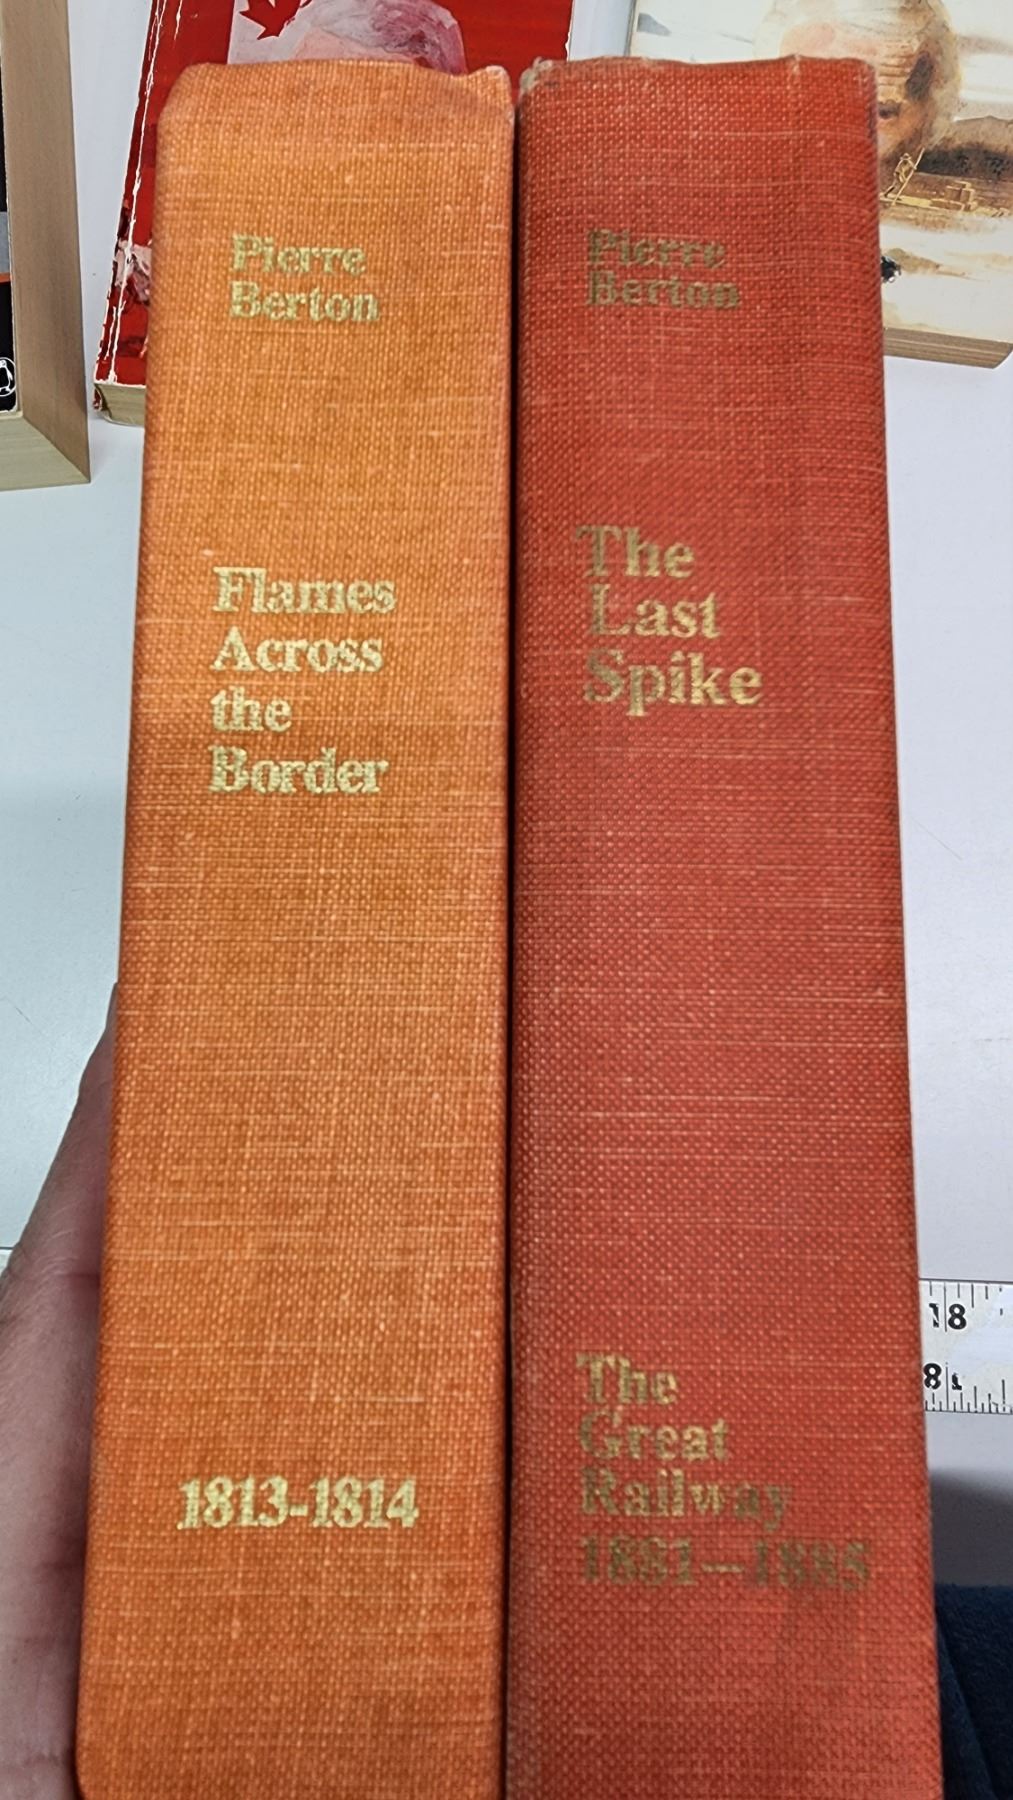 Pierre
Berton
Flames
Across
the
Border
1813-1814
Pierre
Berton
The
Last
Spike
The
Great
Railway
1881—1885
18
8